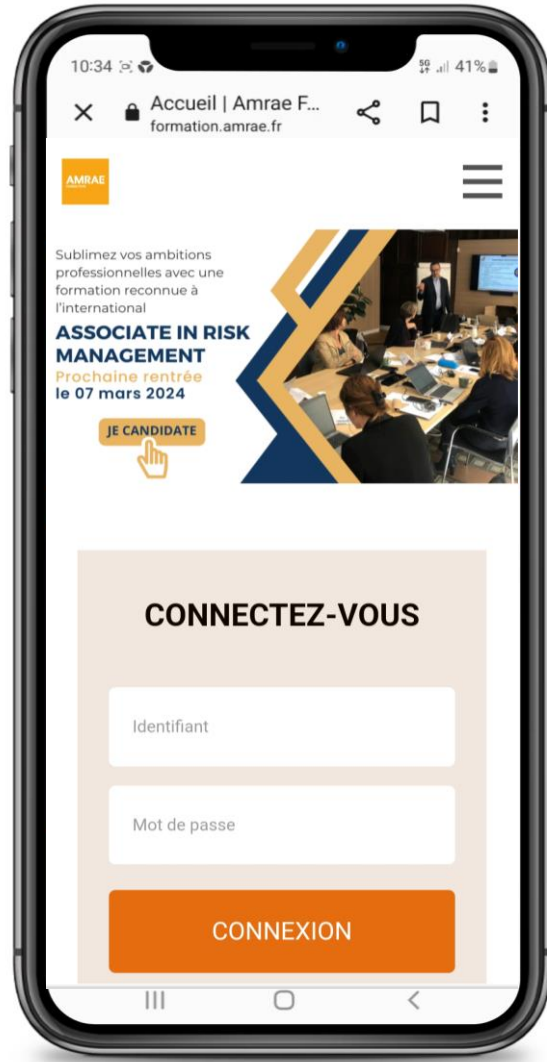 10:34
5G
41%
Accueil | Amrae F...
formation.amrae.fr
AMRAE
Sublimez vos ambitions
professionnelles avec une
formation reconnue à
l'international
ASSOCIATE IN RISK
MANAGEMENT
Prochaine rentrée
le 07 mars 2024
JE CANDIDATE
CONNECTEZ-VOUS
Identifiant
Mot de passe
CONNEXION